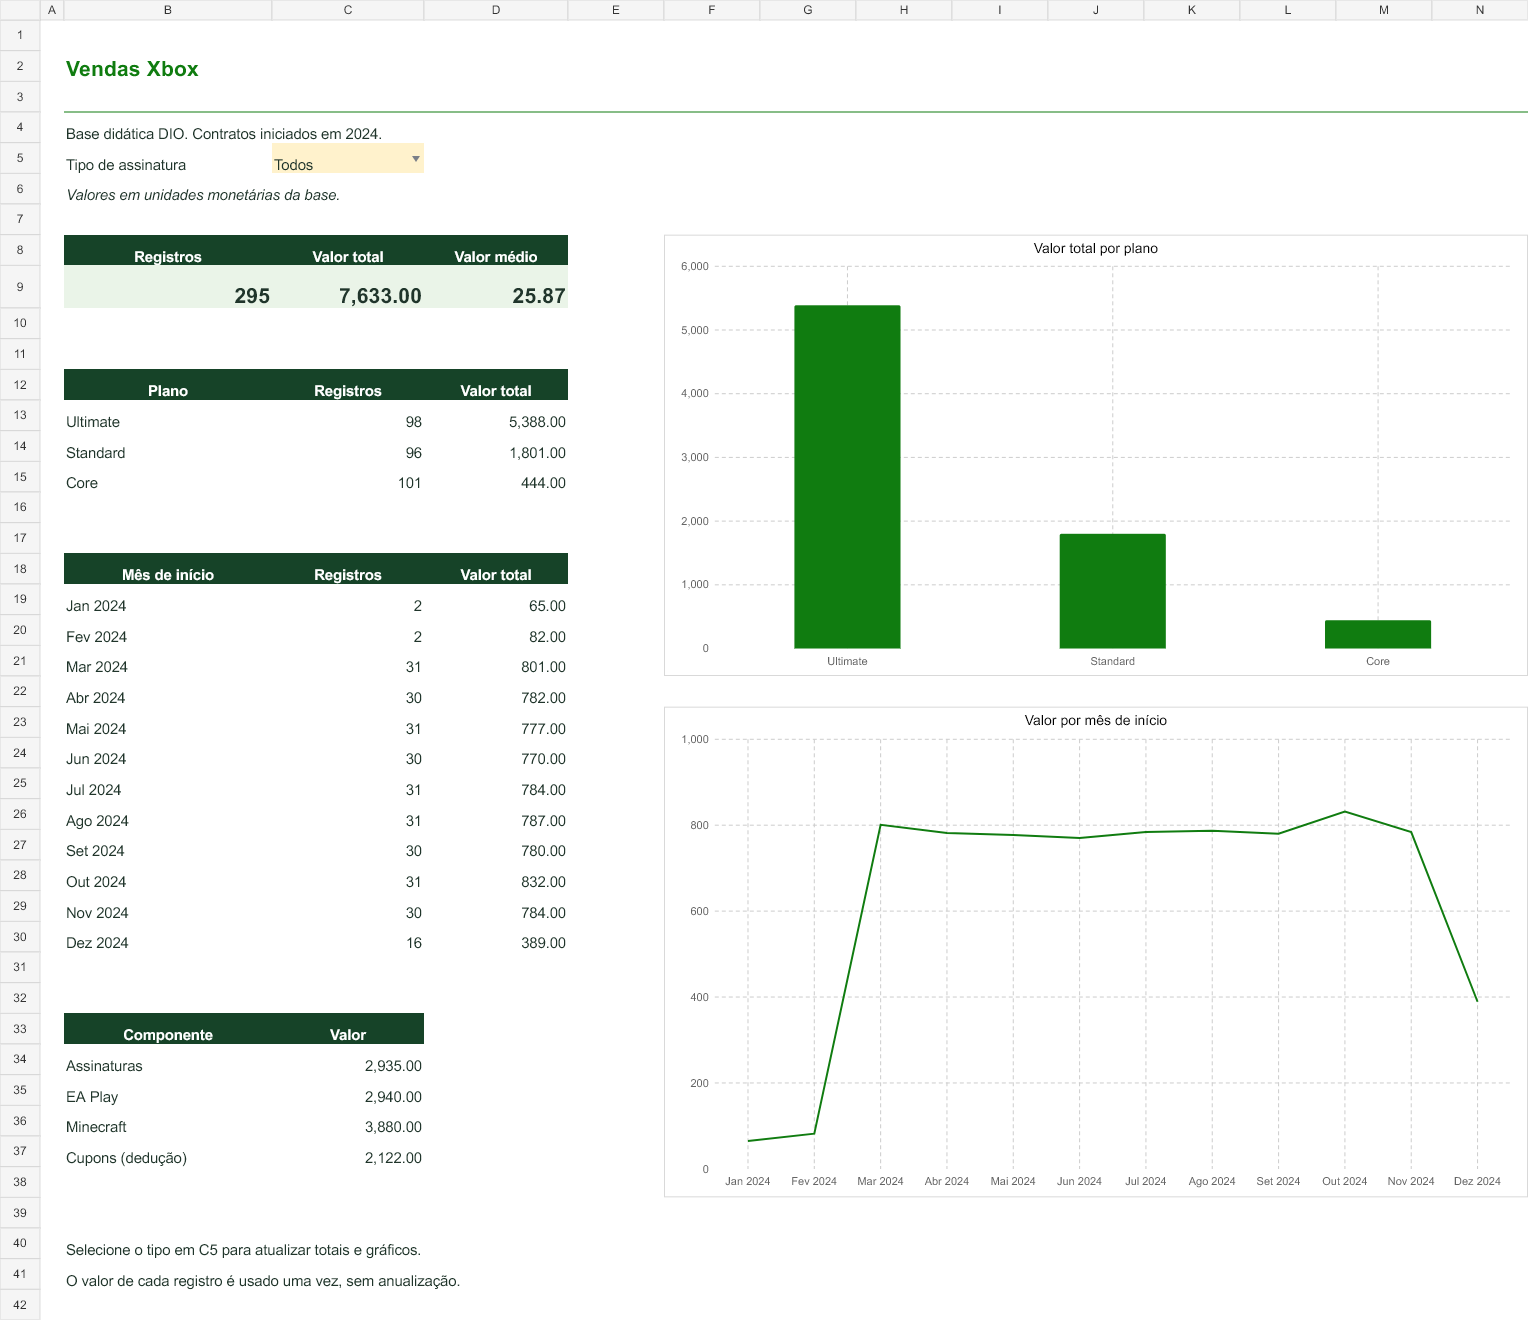 A B C D E F G H I J K L M N
1
2 Vendas Xbox
3
4 Base didática DIO. Contratos iniciados em 2024.
5 Tipo de assinatura Todos
6 Valores em unidades monetárias da base.
7
8 Registros Valor total Valor médio
9 295 7,633.00 25.87
10
11
12 Plano Registros Valor total
13 Ultimate 98 5,388.00
14 Standard 96 1,801.00
15 Core 101 444.00
16
17
18 Mês de início Registros Valor total
19 Jan 2024 2 65.00
20 Fev 2024 2 82.00
21 Mar 2024 31 801.00
22 Abr 2024 30 782.00
23 Mai 2024 31 777.00
24 Jun 2024 30 770.00
25 Jul 2024 31 784.00
26 Ago 2024 31 787.00
27 Set 2024 30 780.00
28 Out 2024 31 832.00
29 Nov 2024 30 784.00
30 Dez 2024 16 389.00
31
32
33 Componente Valor
34 Assinaturas 2,935.00
35 EA Play 2,940.00
36 Minecraft 3,880.00
37 Cupons (dedução) 2,122.00
38
39
40 Selecione o tipo em C5 para atualizar totais e gráficos.
41 O valor de cada registro é usado uma vez, sem anualização.
42
Valor total por plano
6,000
5,000
4,000
3,000
2,000
1,000
0
Ultimate Standard Core
Valor por mês de início
1,000
800
600
400
200
0
Jan 2024 Fev 2024 Mar 2024 Abr 2024 Mai 2024 Jun 2024 Jul 2024 Ago 2024 Set 2024 Out 2024 Nov 2024 Dez 2024